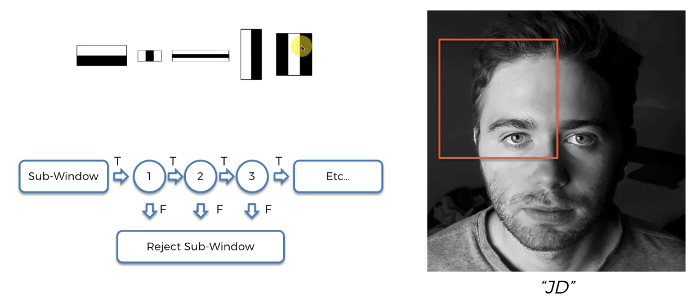 T T T T
Sub-Window 1 2 3 Etc...
F F F
Reject Sub-Window
"JD"